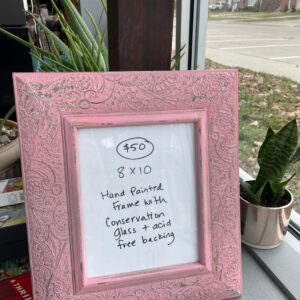 $50
8 x 10
Hand Painted
Frame with
Conservation
glass + acid
free backing